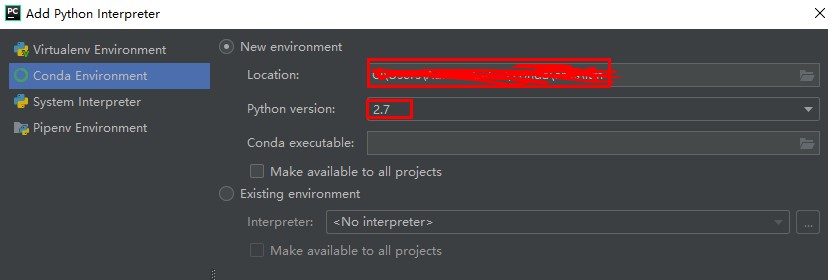 PC
Add Python Interpreter
Virtualenv Environment
Conda Environment
System Interpreter
Pipenv Environment
New environment
Location:
Python version: 2.7
Conda executable:
Make available to all projects
Existing environment
Interpreter: <No interpreter> ...
Make available to all projects